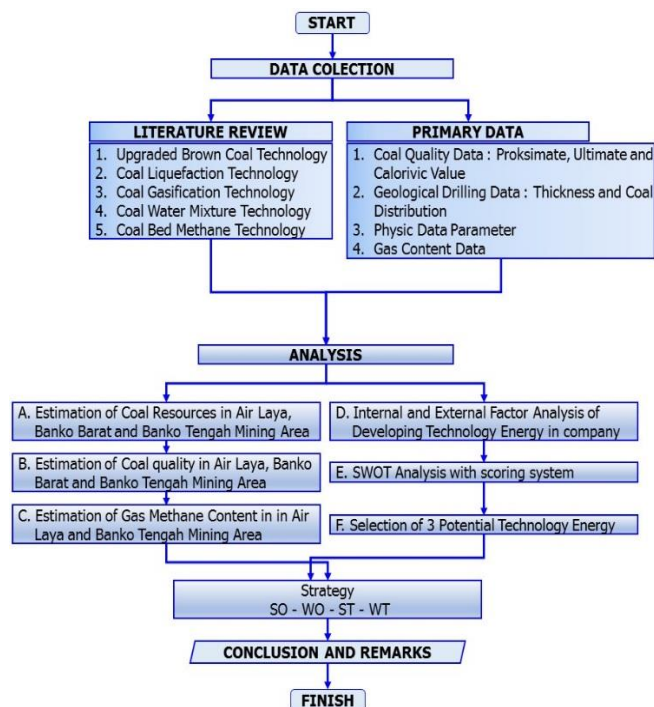 START
DATA COLECTION
LITERATURE REVIEW
1. Upgraded Brown Coal Technology
2. Coal Liquefaction Technology
3. Coal Gasification Technology
4. Coal Water Mixture Technology
5. Coal Bed Methane Technology
PRIMARY DATA
1. Coal Quality Data : Proksimate, Ultimate and
Calorivic Value
2. Geological Drilling Data : Thickness and Coal
Distribution
3. Physic Data Parameter
4. Gas Content Data
ANALYSIS
A. Estimation of Coal Resources in Air Laya,
Banko Barat and Banko Tengah Mining Area
B. Estimation of Coal quality in Air Laya, Banko
Barat and Banko Tengah Mining Area
C. Estimation of Gas Methane Content in in Air
Laya and Banko Tengah Mining Area
D. Internal and External Factor Analysis of
Developing Technology Energy in company
E. SWOT Analysis with scoring system
F. Selection of 3 Potential Technology Energy
Strategy
SO - WO - ST - WT
CONCLUSION AND REMARKS
FINISH